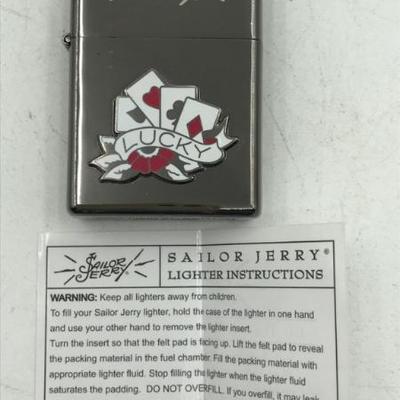 LUCKY
SAILOR JERRY
SAILOR JERRY®
LIGHTER INSTRUCTIONS
WARNING: Keep all lighters away from children.
To fill your Sailor Jerry lighter, hold the case of the lighter in one hand
and use your other hand to remove the lighter insert.
Turn the insert so that the felt pad is facing up. Lift the felt pad to reveal
the packing material in the fuel chamber. Fill the packing material with
appropriate lighter fluid. Stop filling the lighter when the lighter fluid
saturates the padding. DO NOT OVERFILL. If you overfill, it may leak